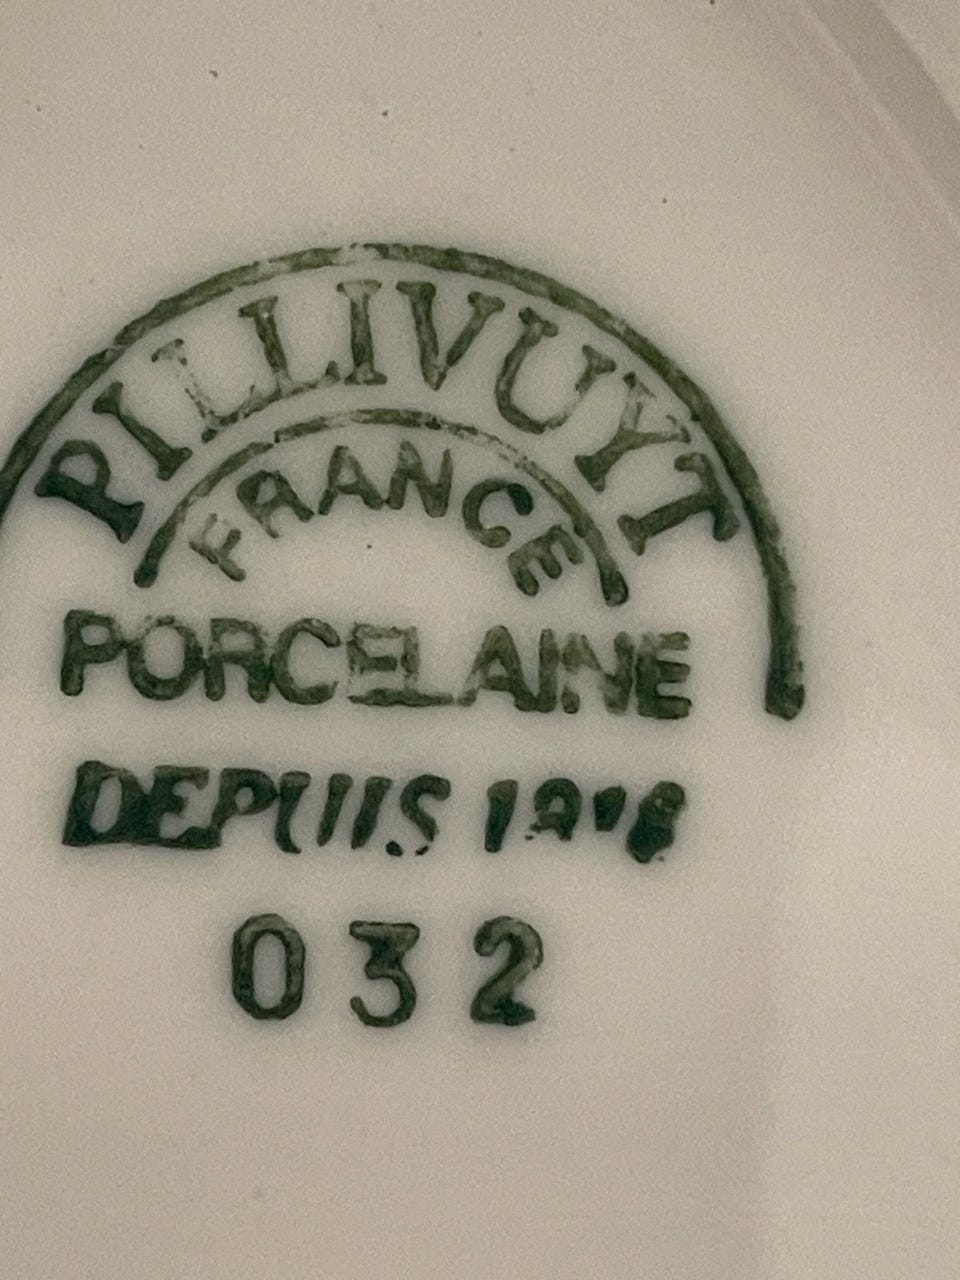 PILLIVUYT
FRANCE
PORCELAINE
DEPUIS
032